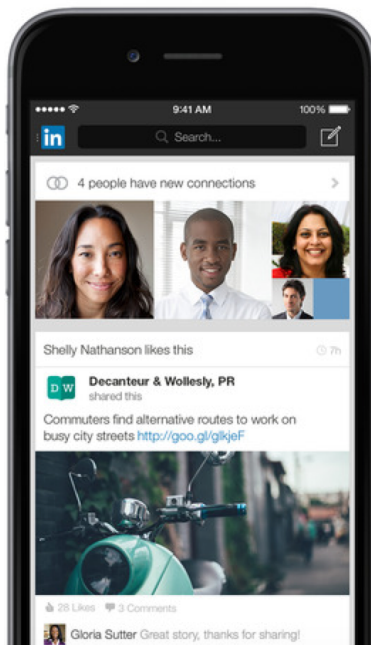 9:41 AM
100%
in
Search...
4 people have new connections
Shelly Nathanson likes this
7h
D W
Decanteur & Wollesly, PR
shared this
Commuters find alternative routes to work on
busy city streets http://goo.gl/glkjeF
28 Likes
3 Comments
Gloria Sutter Great story, thanks for sharing!